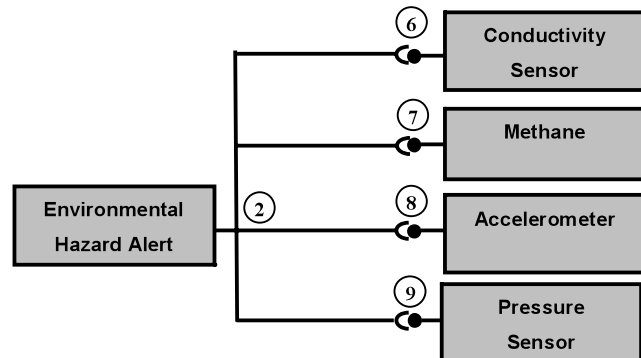 6
Conductivity
Sensor
7
Methane
Environmental
Hazard Alert
2
8
Accelerometer
9
Pressure
Sensor